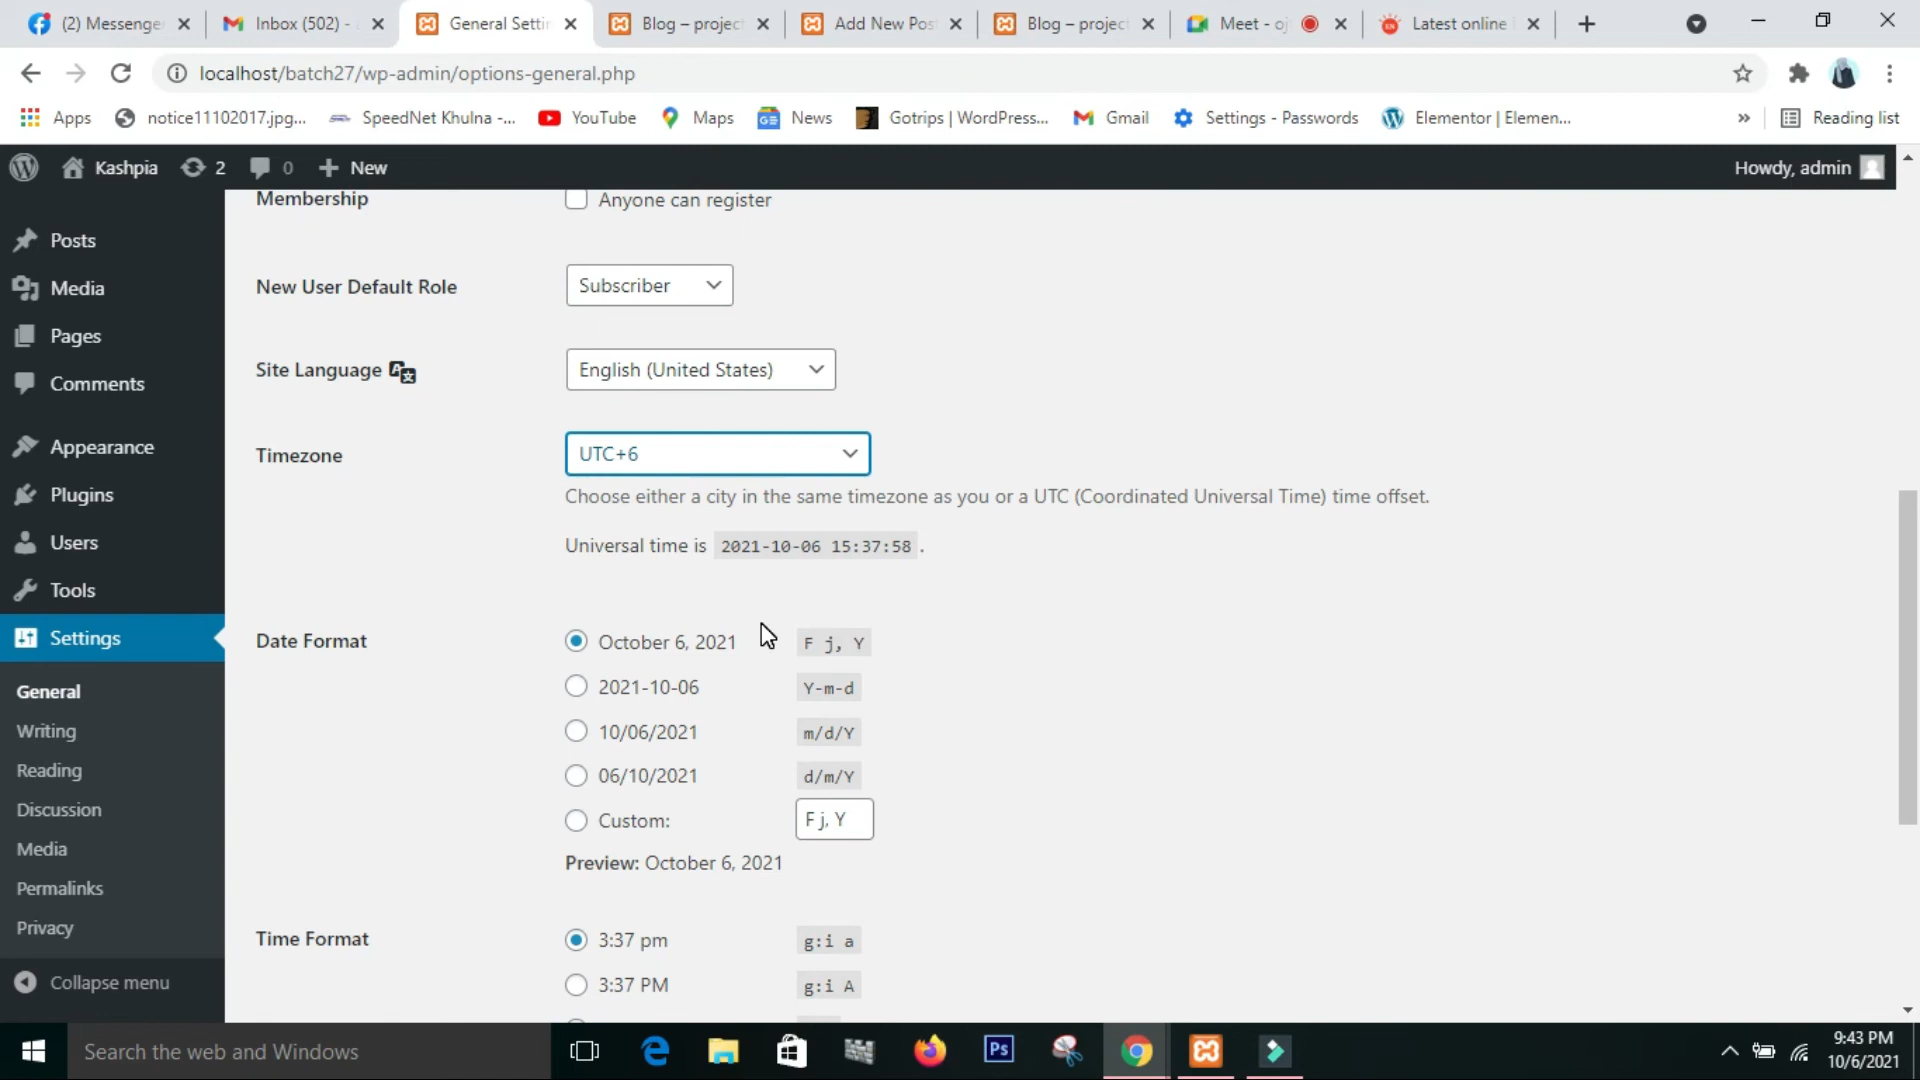 (2) Messenge
Inbox (502) -
General Setti
Blog – projec
Add New Pos
Blog – projec
Meet - oj
Latest online
localhost/batch27/wp-admin/options-general.php
Apps
notice11102017.jpg...
SpeedNet Khulna -...
YouTube
Maps
News
Gotrips | WordPress...
Gmail
Settings - Passwords
Elementor | Elemen...
»
Reading list
Kashpia
2
0
New
Howdy, admin
Posts
Media
Pages
Comments
Appearance
Plugins
Users
Tools
Settings
General
Writing
Reading
Discussion
Media
Permalinks
Privacy
Collapse menu
Membership
Anyone can register
New User Default Role
Subscriber
Site Language
English (United States)
Timezone
UTC+6
Choose either a city in the same timezone as you or a UTC (Coordinated Universal Time) time offset.
Universal time is 2021-10-06 15:37:58 .
Date Format
October 6, 2021 F j, Y
2021-10-06 Y-m-d
10/06/2021 m/d/Y
06/10/2021 d/m/Y
Custom: F j, Y
Preview: October 6, 2021
Time Format
3:37 pm g:i a
3:37 PM g:i A
Search the web and Windows
Ps
9:43 PM
10/6/2021